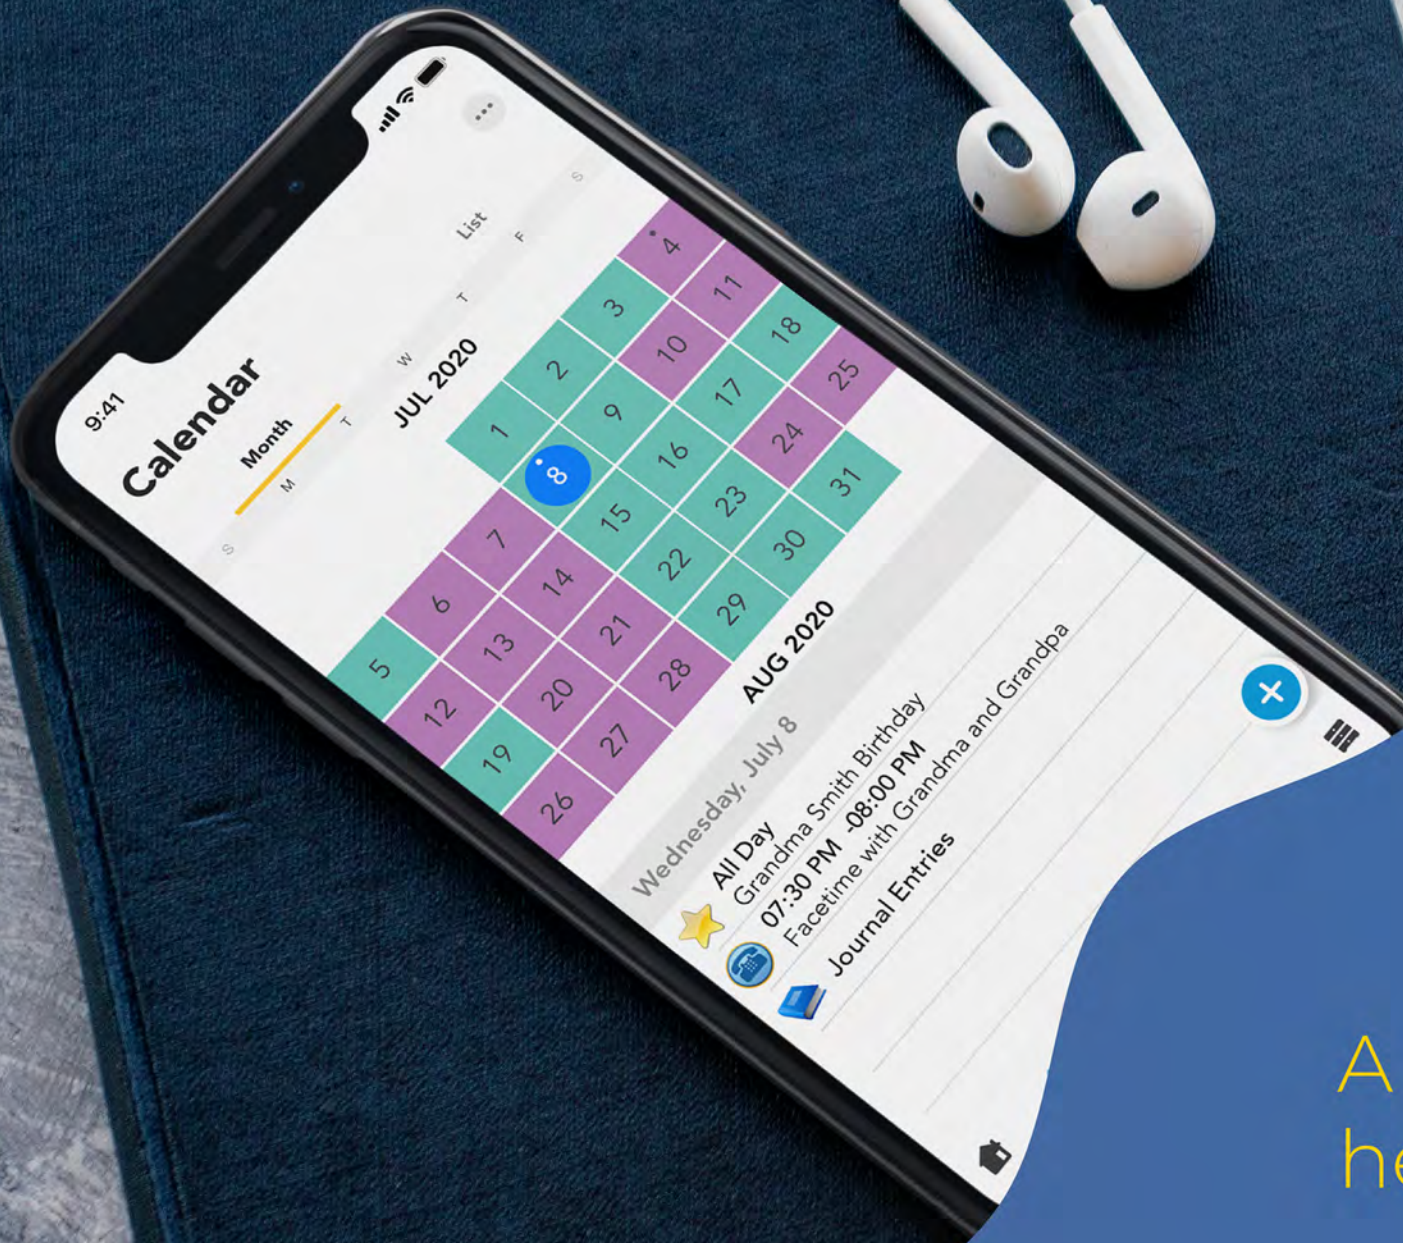 9:41
Calendar
Month List
S M T W T F S
JUL 2020
1 2 3 4
5 6 7 8 9 10 11
12 13 14 15 16 17 18
19 20 21 22 23 24 25
26 27 28 29 30 31
AUG 2020
Wednesday, July 8
All Day
Grandma Smith Birthday
07:30 PM -08:00 PM
Facetime with Grandma and Grandpa
Journal Entries
A
he